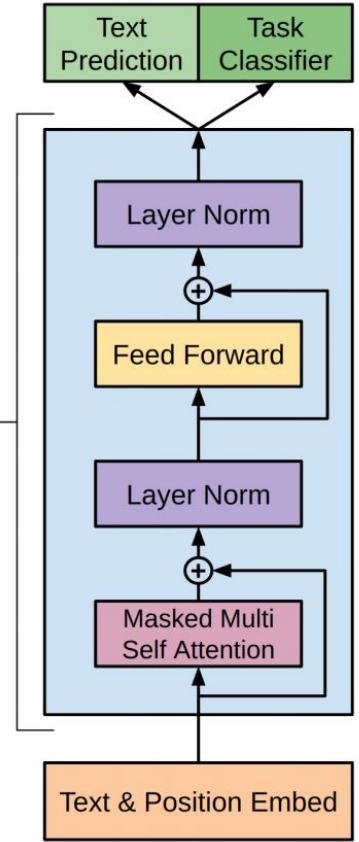 Text
Prediction
Task
Classifier
Layer Norm
+
Feed Forward
Layer Norm
+
Masked Multi
Self Attention
Text & Position Embed